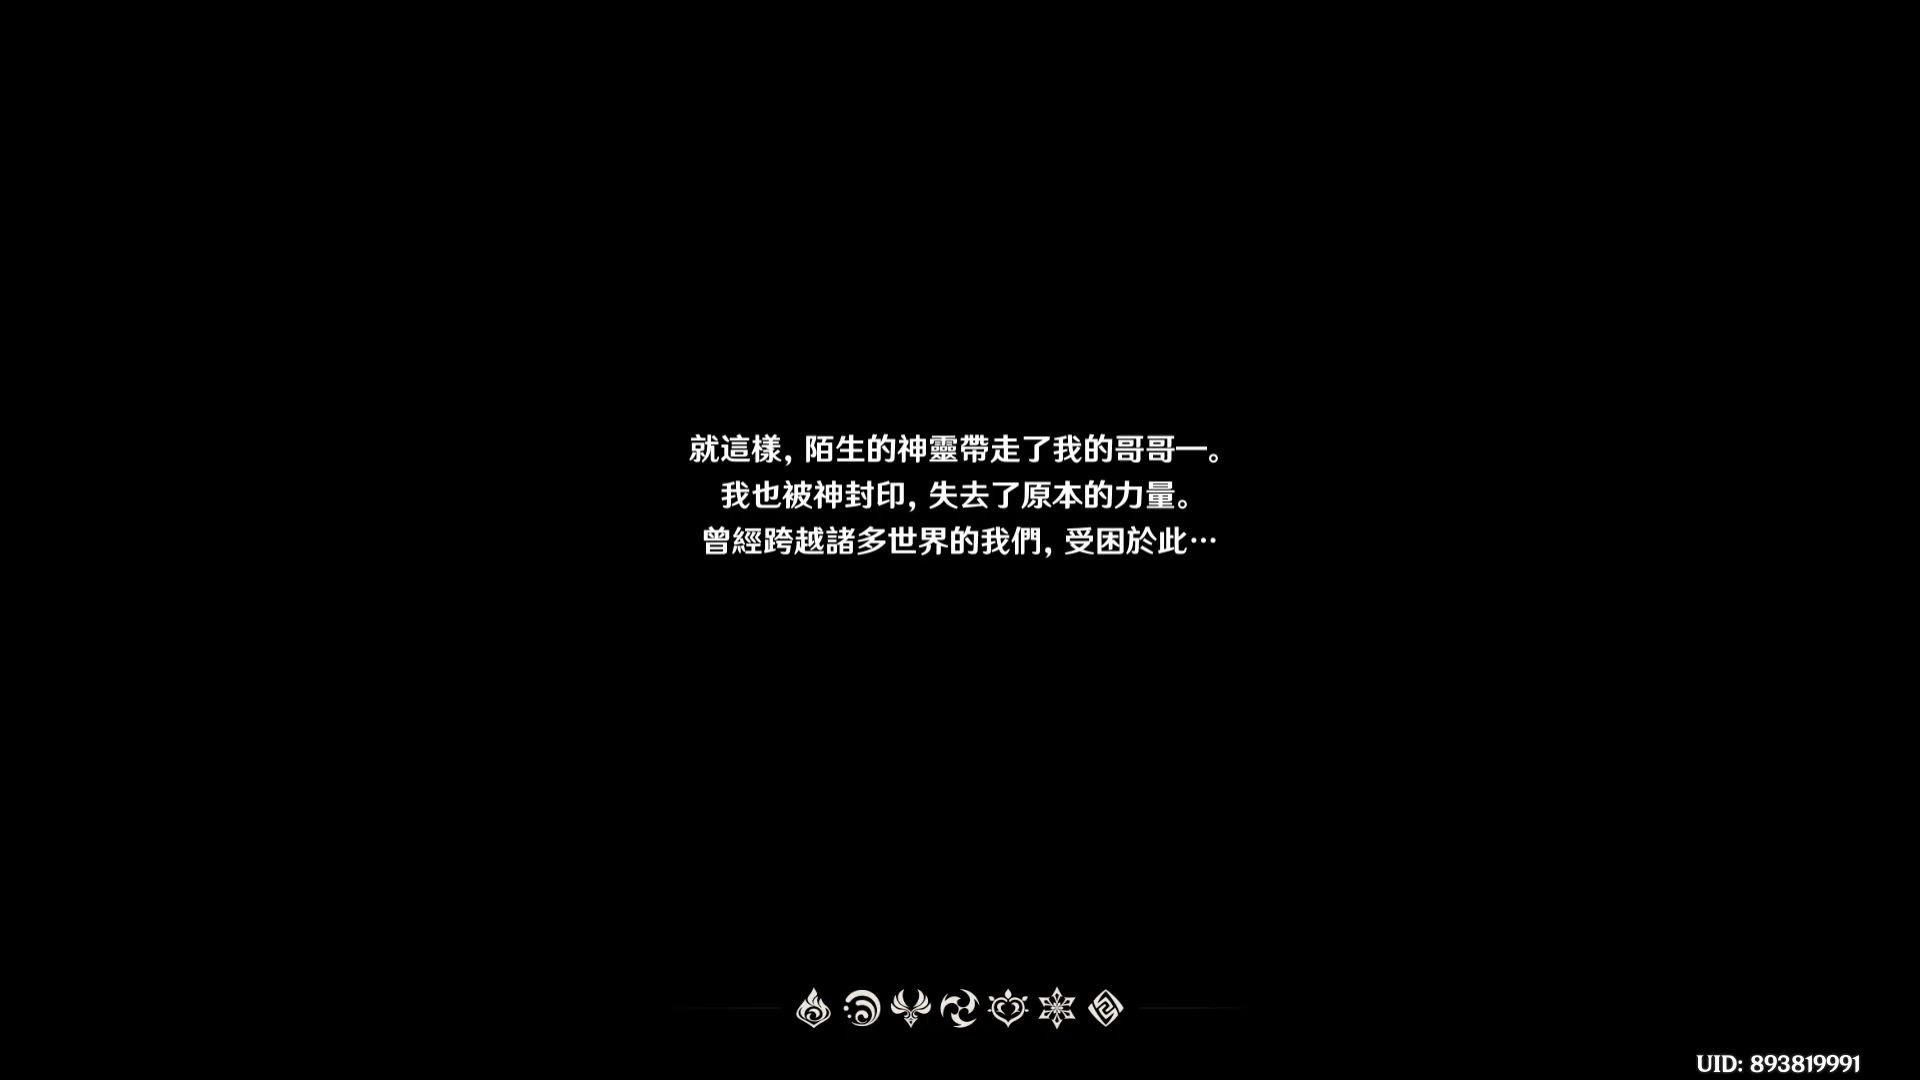 就這樣，陌生的神靈帶走了我的哥哥一。
我也被神封印，失去了原本的力量。
曾經跨越諸多世界的我們，受困於此…
UID: 893819991